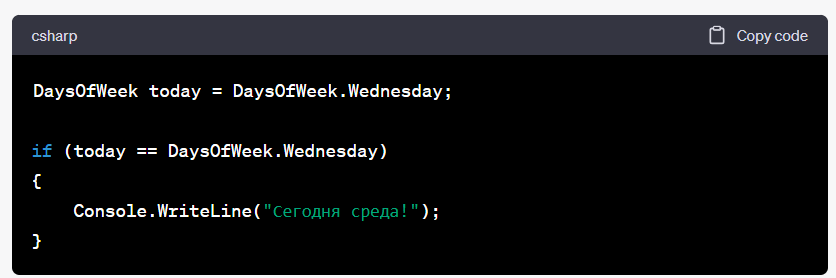 csharp Copy code
DaysOfWeek today = DaysOfWeek.Wednesday;
if (today == DaysOfWeek.Wednesday)
{
    Console.WriteLine("Сегодня среда!");
}